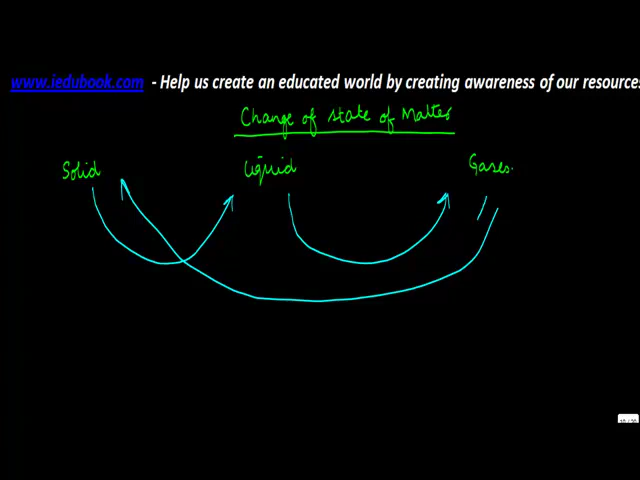 www.iedubook.com - Help us create an educated world by creating awareness of our resources
Change of state of Matter
Solid Liquid Gases.